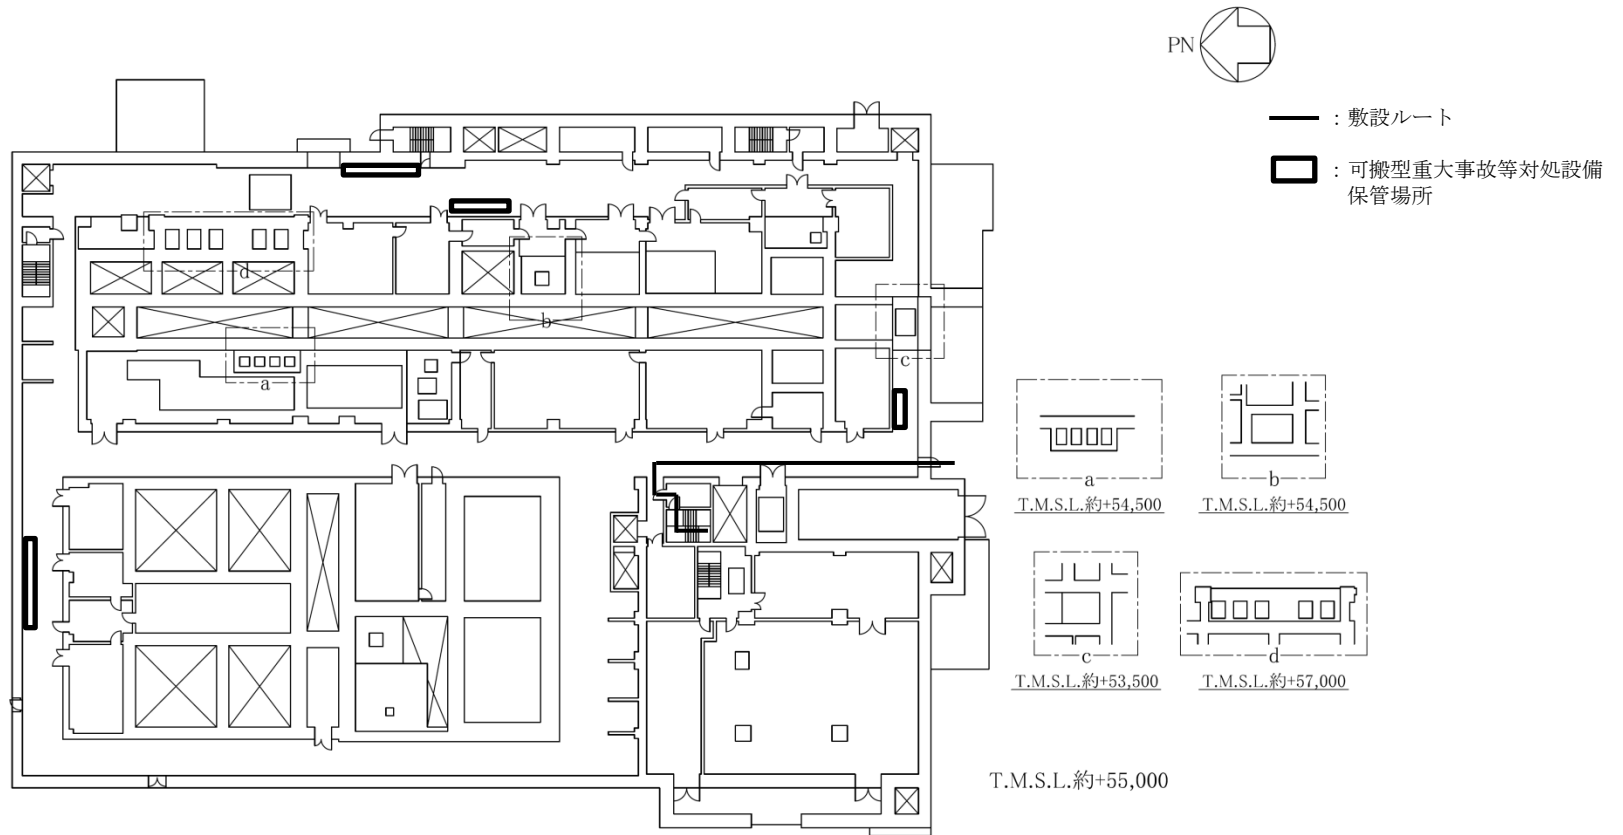 PN
：敷設ルート
：可搬型重大事故等対処設備
保管場所
d
b
c
a
a
T.M.S.L.約+54,500
b
T.M.S.L.約+54,500
c
T.M.S.L.約+53,500
d
T.M.S.L.約+57,000
T.M.S.L.約+55,000